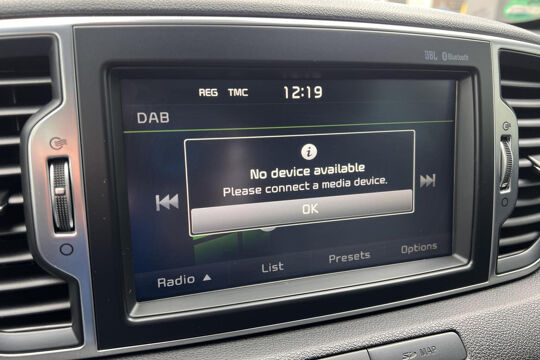 JBL Bluetooth
REG TMC 12:19
DAB
No device available
Please connect a media device.
OK
Radio ▲ List Presets Options
MAP